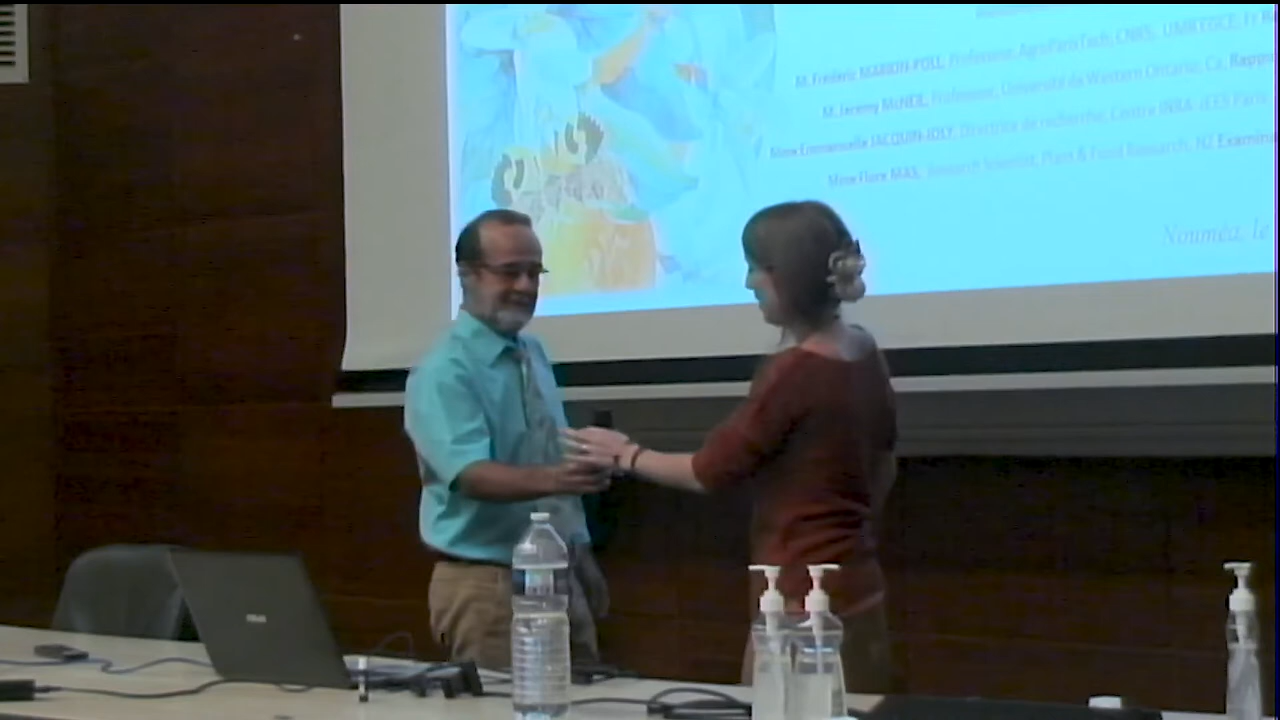 M. Frédéric MARION-POLL, Professeur, AgroParisTech, CNRS, UMR EGCE,
M. Jeremy McNEIL, Professeur, Université de Western Ontario, Ca. Rappo
Mme Emmanuelle JACQUIN-JOLY, Directrice de recherche, Centre INRA, iEES Paris
Mme Flore MAS, Research Scientist, Plant & Food Research, NZ Examina
Nouméa, le